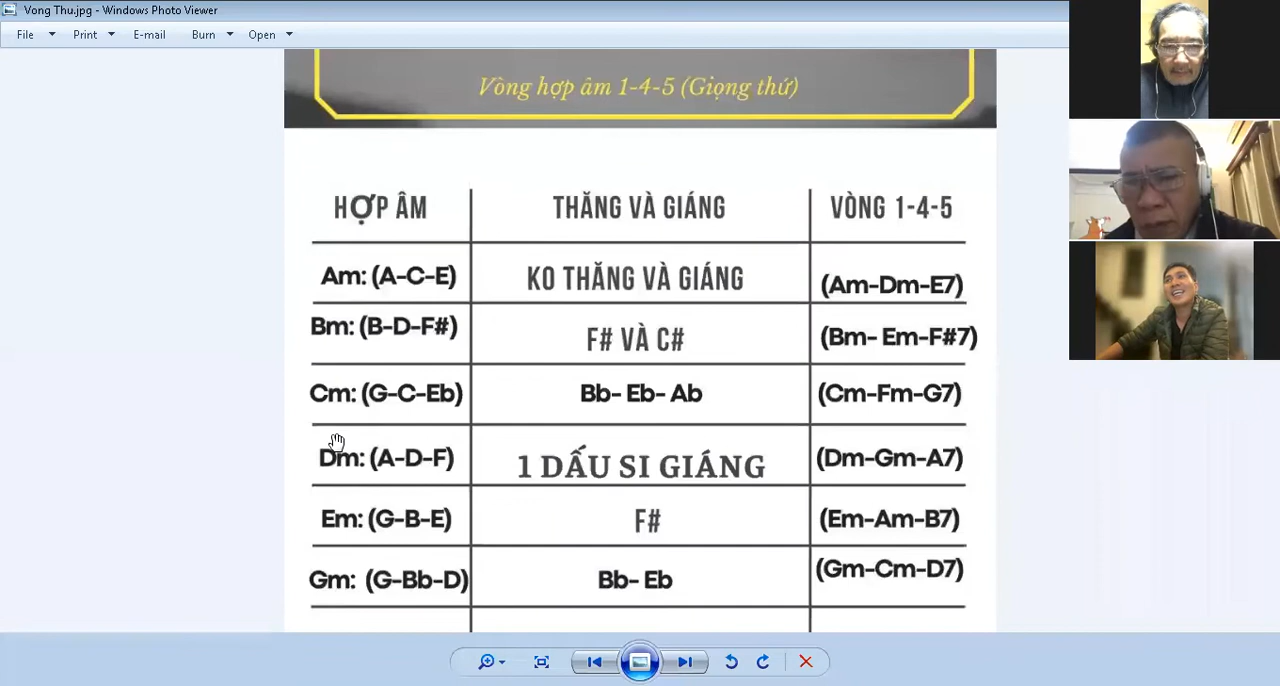 Vong Thu.jpg - Windows Photo Viewer
File Print E-mail Burn Open
Vòng hợp âm 1-4-5 (Giọng thứ)
HỢP ÂM THĂNG VÀ GIÁNG VÒNG 1-4-5
Am: (A-C-E) KO THĂNG VÀ GIÁNG (Am-Dm-E7)
Bm: (B-D-F#) F# VÀ C# (Bm- Em-F#7)
Cm: (G-C-Eb) Bb- Eb- Ab (Cm-Fm-G7)
Dm: (A-D-F) 1 DẤU SI GIÁNG (Dm-Gm-A7)
Em: (G-B-E) F# (Em-Am-B7)
Gm: (G-Bb-D) Bb- Eb (Gm-Cm-D7)